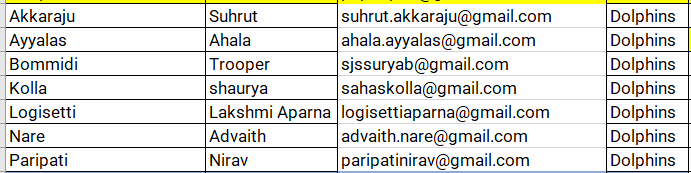 Akkaraju Suhrut suhrut.akkaraju@gmail.com Dolphins
Ayyalas Ahala ahala.ayyalas@gmail.com Dolphins
Bommidi Trooper sjssuryab@gmail.com Dolphins
Kolla shaurya sahaskolla@gmail.com Dolphins
Logisetti Lakshmi Aparna logisettiaparna@gmail.com Dolphins
Nare Advaith advaith.nare@gmail.com Dolphins
Paripati Nirav paripatinirav@gmail.com Dolphins